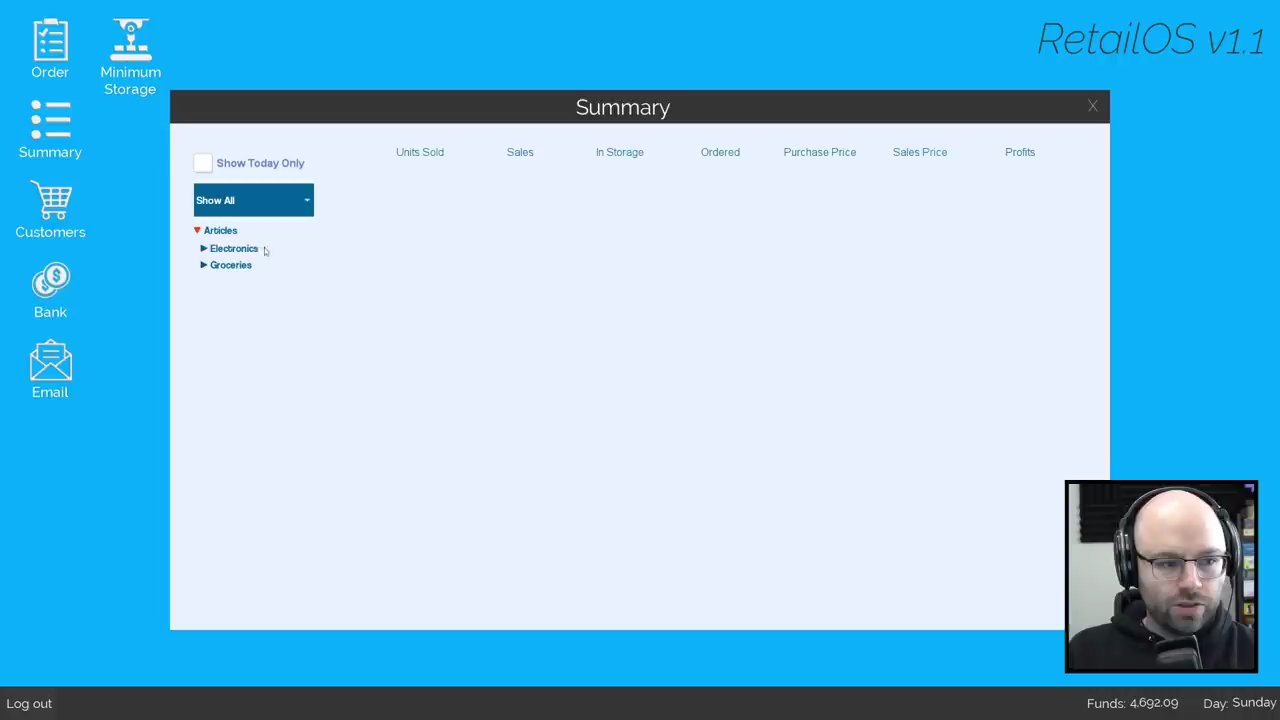 RetailOS v1.1
Order
Minimum
Storage
Summary
Customers
Bank
Email
Summary
X
Show Today Only
Units Sold
Sales
In Storage
Ordered
Purchase Price
Sales Price
Profits
Show All
Articles
Electronics
Groceries
Log out
Funds: 4,692.09
Day: Sunday